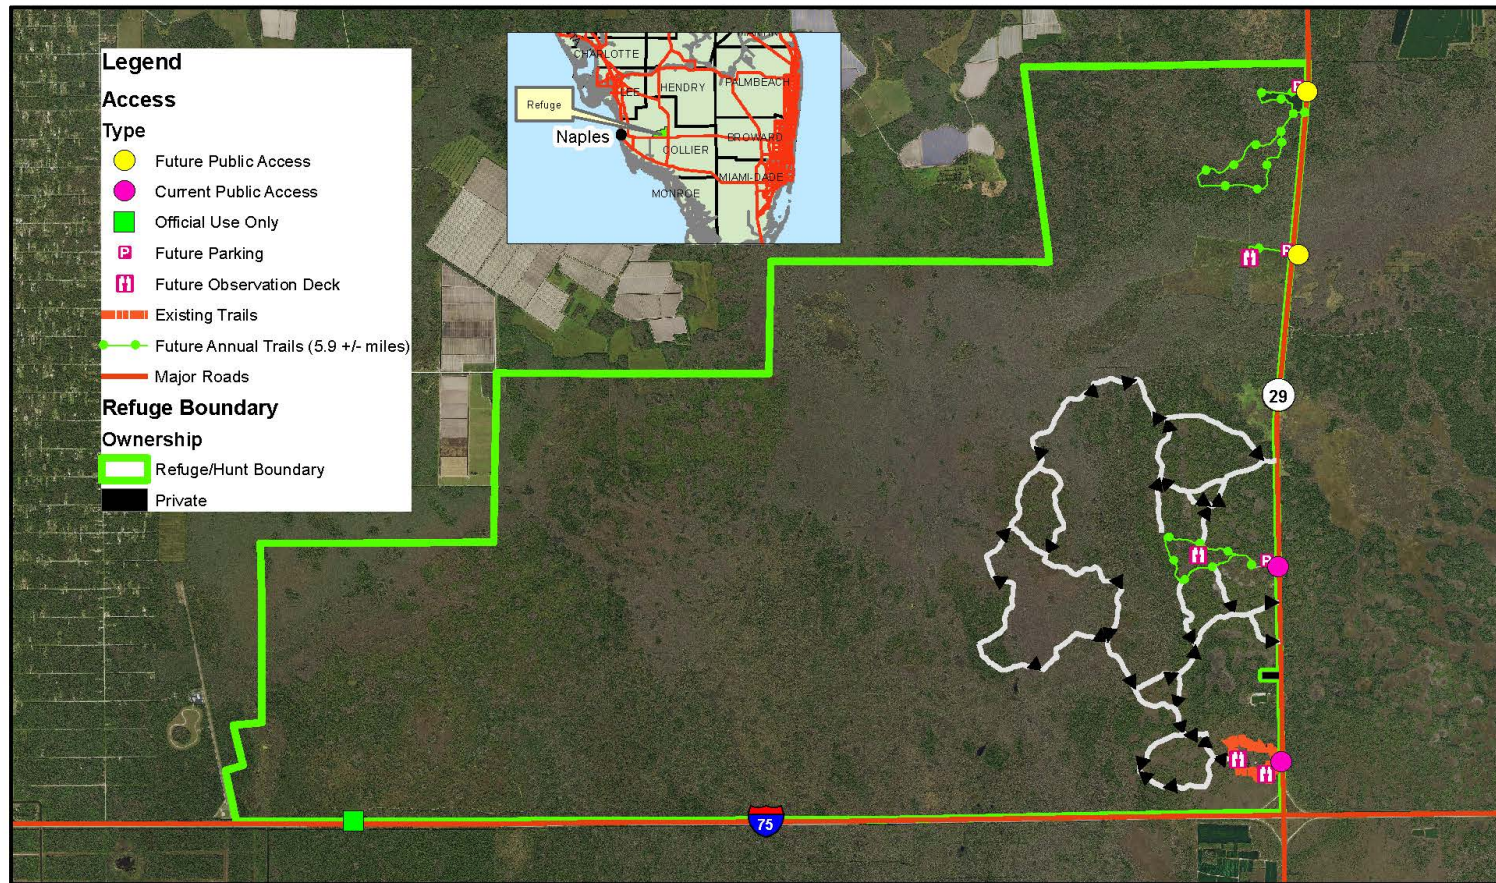 Legend
Access
Type
Future Public Access
Current Public Access
Official Use Only
P Future Parking
Future Observation Deck
Existing Trails
Future Annual Trails (5.9 +/- miles)
Major Roads
Refuge Boundary
Ownership
Refuge/Hunt Boundary
Private
CHARLOTTE
LEE
HENDRY
PALMBEACH
Refuge
Naples
BROWARD
COLLIER
MIAMI-DADE
MONROE
P
P
29
P
75